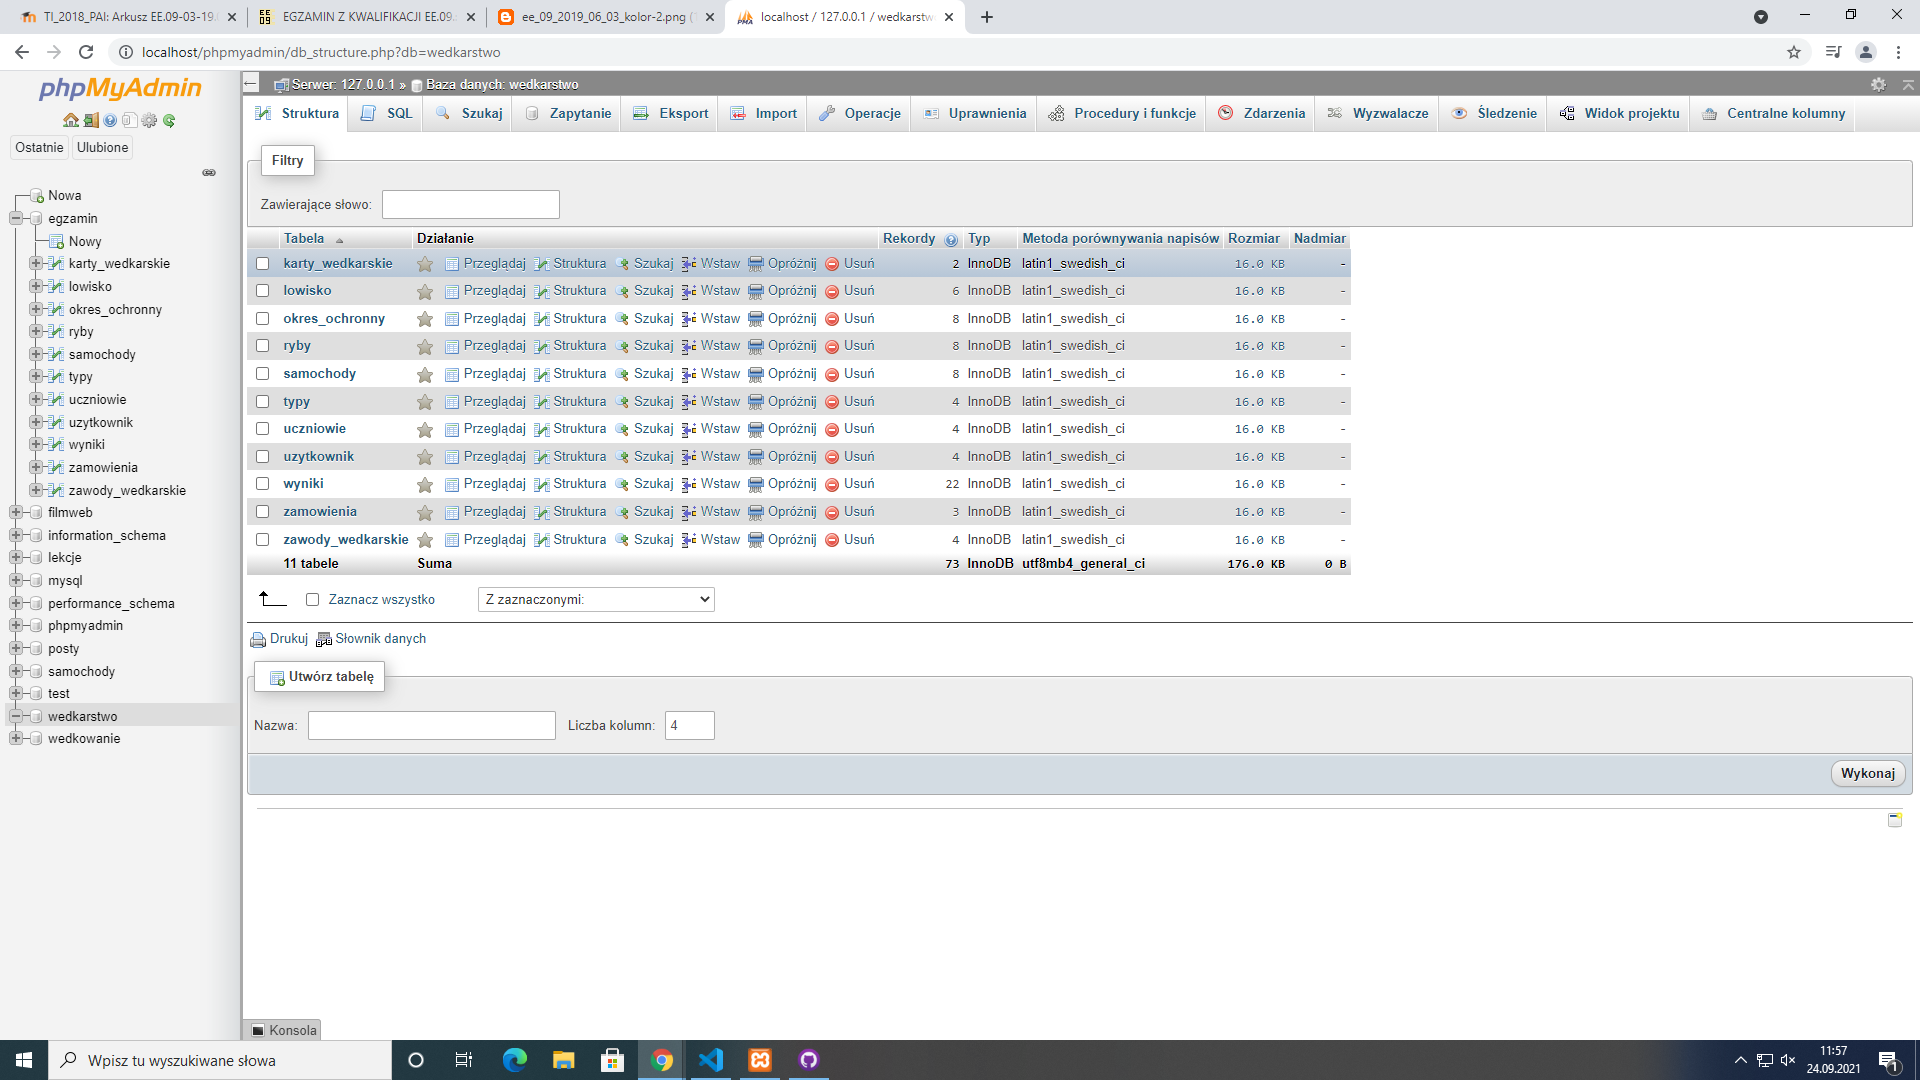 TI_2018_PAI: Arkusz EE.09-03-19.0
EGZAMIN Z KWALIFIKACJI EE.09.
ee_09_2019_06_03_kolor-2.png (
localhost / 127.0.0.1 / wedkarstwo
localhost/phpmyadmin/db_structure.php?db=wedkarstwo
phpMyAdmin
Ostatnie Ulubione
Nowa
egzamin
Nowy
karty_wedkarskie
lowisko
okres_ochronny
ryby
samochody
typy
uczniowie
uzytkownik
wyniki
zamowienia
zawody_wedkarskie
filmweb
information_schema
lekcje
mysql
performance_schema
phpmyadmin
posty
samochody
test
wedkarstwo
wedkowanie
Serwer: 127.0.0.1 » Baza danych: wedkarstwo
Struktura SQL Szukaj Zapytanie Eksport Import Operacje Uprawnienia Procedury i funkcje Zdarzenia Wyzwalacze Śledzenie Widok projektu Centralne kolumny
Filtry
Zawierające słowo:
Tabela Działanie Rekordy Typ Metoda porównywania napisów Rozmiar Nadmiar
karty_wedkarskie Przeglądaj Struktura Szukaj Wstaw Opróżnij Usuń 2 InnoDB latin1_swedish_ci 16.0 KB -
lowisko Przeglądaj Struktura Szukaj Wstaw Opróżnij Usuń 6 InnoDB latin1_swedish_ci 16.0 KB -
okres_ochronny Przeglądaj Struktura Szukaj Wstaw Opróżnij Usuń 8 InnoDB latin1_swedish_ci 16.0 KB -
ryby Przeglądaj Struktura Szukaj Wstaw Opróżnij Usuń 8 InnoDB latin1_swedish_ci 16.0 KB -
samochody Przeglądaj Struktura Szukaj Wstaw Opróżnij Usuń 8 InnoDB latin1_swedish_ci 16.0 KB -
typy Przeglądaj Struktura Szukaj Wstaw Opróżnij Usuń 4 InnoDB latin1_swedish_ci 16.0 KB -
uczniowie Przeglądaj Struktura Szukaj Wstaw Opróżnij Usuń 4 InnoDB latin1_swedish_ci 16.0 KB -
uzytkownik Przeglądaj Struktura Szukaj Wstaw Opróżnij Usuń 4 InnoDB latin1_swedish_ci 16.0 KB -
wyniki Przeglądaj Struktura Szukaj Wstaw Opróżnij Usuń 22 InnoDB latin1_swedish_ci 16.0 KB -
zamowienia Przeglądaj Struktura Szukaj Wstaw Opróżnij Usuń 3 InnoDB latin1_swedish_ci 16.0 KB -
zawody_wedkarskie Przeglądaj Struktura Szukaj Wstaw Opróżnij Usuń 4 InnoDB latin1_swedish_ci 16.0 KB -
11 tabele Suma 73 InnoDB utf8mb4_general_ci 176.0 KB 0 B
Zaznacz wszystko Z zaznaczonymi:
Drukuj Słownik danych
Utwórz tabelę
Nazwa: Liczba kolumn: 4
Wykonaj
Konsola
Wpisz tu wyszukiwane słowa
11:57
24.09.2021
1